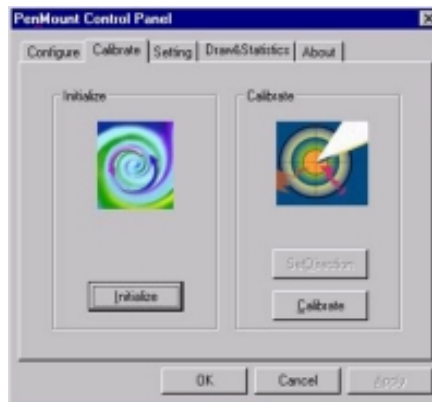 PenMount Control Panel
Configure Calibrate Setting Draw&Statistics About
Initialize Calibrate
SetDirection
Initialize
Calibrate
OK Cancel Apply